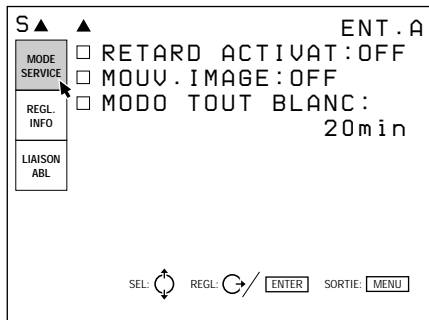 S▲ ▲ ENT.A
MODE SERVICE
□ RETARD ACTIVAT:OFF
□ MOUV.IMAGE:OFF
REGL. INFO
□ MODO TOUT BLANC:
20min
LIAISON ABL
SEL: REGL: / ENTER SORTIE: MENU